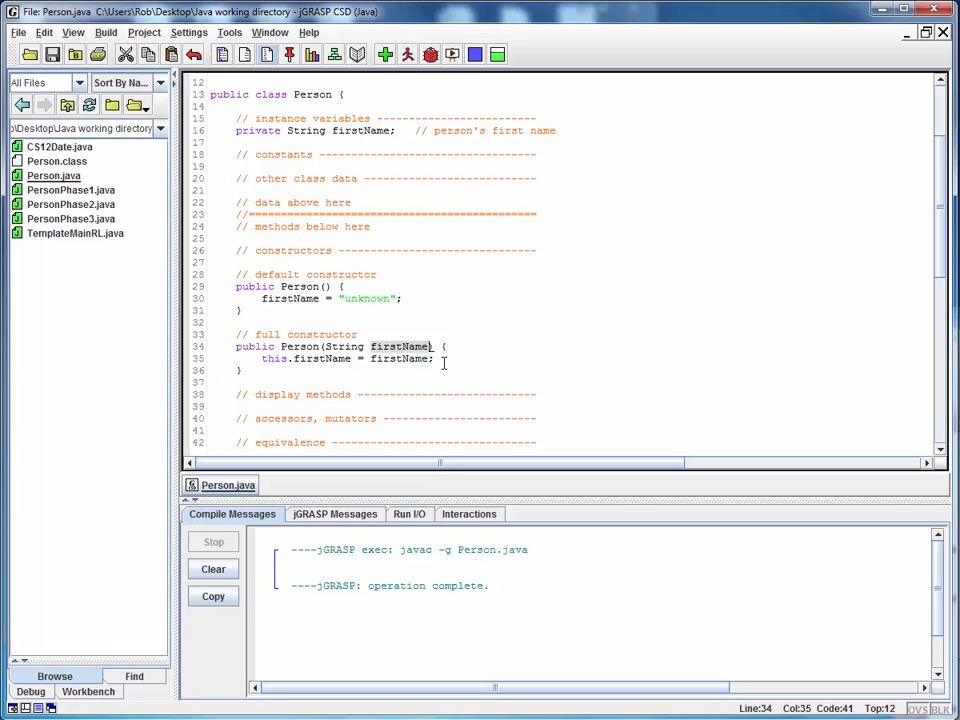 File: Person.java  C:\Users\Rob\Desktop\Java working directory - jGRASP CSD (Java)
File Edit View Build Project Settings Tools Window Help
All Files Sort By Na...
o/Desktop/Java working directory
CS12Date.java
Person.class
Person.java
PersonPhase1.java
PersonPhase2.java
PersonPhase3.java
TemplateMainRL.java
Browse Find
Debug Workbench
12
13 public class Person {
14
15 // instance variables -----------------------------
16 private String firstName; // person's first name
17
18 // constants ----------------------------------
19
20 // other class data ---------------------------
21
22 // data above here
23 //=============================================
24 // methods below here
25
26 // constructors -------------------------------
27
28 // default constructor
29 public Person() {
30 firstName = "unknown";
31 }
32
33 // full constructor
34 public Person(String firstName) {
35 this.firstName = firstName;
36 }
37
38 // display methods ----------------------------
39
40 // accessors, mutators ------------------------
41
42 // equivalence --------------------------------
Person.java
Compile Messages jGRASP Messages Run I/O Interactions
Stop
Clear
Copy
----jGRASP exec: javac -g Person.java
----jGRASP: operation complete.
Line:34 Col:35 Code:41 Top:12 OVS BLK